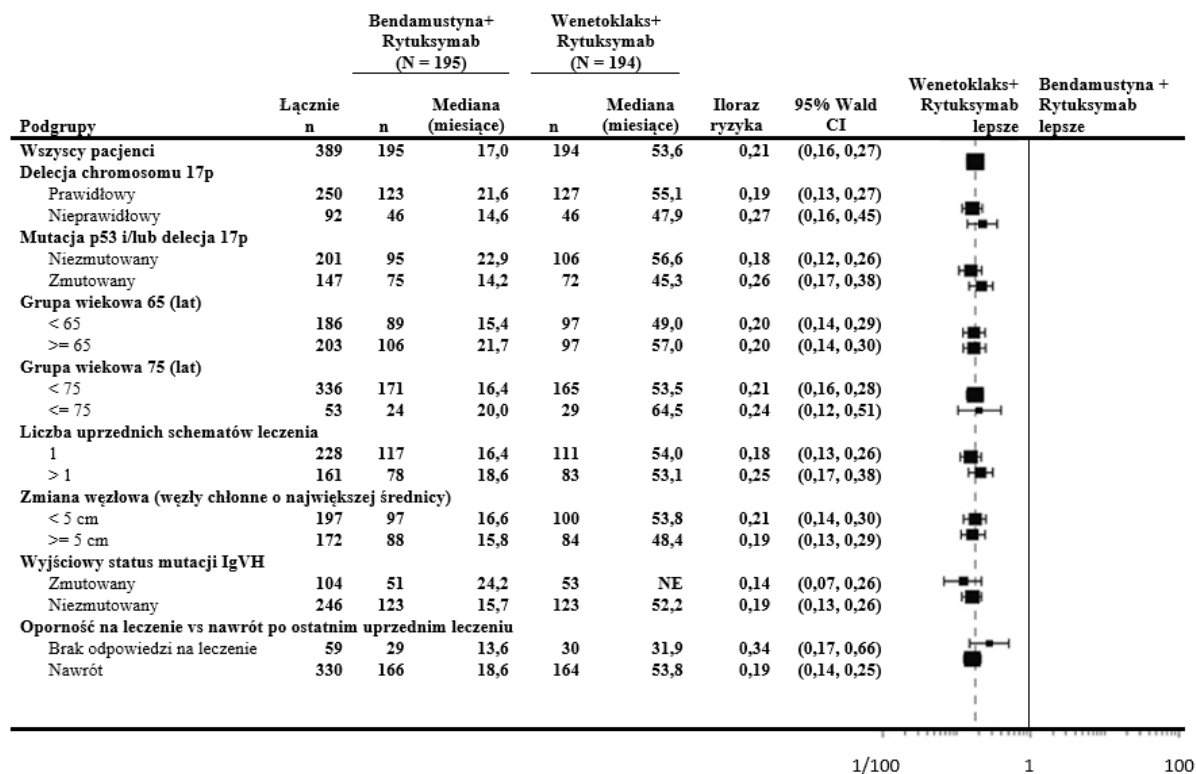 Bendamustyna+ Wenetoklaks+
Rytuksymab Rytuksymab
(N = 195) (N = 194)
Wenetoklaks+ Bendamustyna +
Łącznie Mediana Mediana Iloraz 95% Wald Rytuksymab Rytuksymab
Podgrupy n n (miesiące) n (miesiące) ryzyka CI lepsze lepsze
Wszyscy pacjenci 389 195 17,0 194 53,6 0,21 (0,16, 0,27)
Delecja chromosomu 17p
Prawidłowy 250 123 21,6 127 55,1 0,19 (0,13, 0,27)
Nieprawidłowy 92 46 14,6 46 47,9 0,27 (0,16, 0,45)
Mutacja p53 i/lub delecja 17p
Niezmutowany 201 95 22,9 106 56,6 0,18 (0,12, 0,26)
Zmutowany 147 75 14,2 72 45,3 0,26 (0,17, 0,38)
Grupa wiekowa 65 (lat)
< 65 186 89 15,4 97 49,0 0,20 (0,14, 0,29)
>= 65 203 106 21,7 97 57,0 0,20 (0,14, 0,30)
Grupa wiekowa 75 (lat)
< 75 336 171 16,4 165 53,5 0,21 (0,16, 0,28)
<= 75 53 24 20,0 29 64,5 0,24 (0,12, 0,51)
Liczba uprzednich schematów leczenia
1 228 117 16,4 111 54,0 0,18 (0,13, 0,26)
> 1 161 78 18,6 83 53,1 0,25 (0,17, 0,38)
Zmiana węzłowa (węzły chłonne o największej średnicy)
< 5 cm 197 97 16,6 100 53,8 0,21 (0,14, 0,30)
>= 5 cm 172 88 15,8 84 48,4 0,19 (0,13, 0,29)
Wyjściowy status mutacji IgVH
Zmutowany 104 51 24,2 53 NE 0,14 (0,07, 0,26)
Niezmutowany 246 123 15,7 123 52,2 0,19 (0,13, 0,26)
Oporność na leczenie vs nawrót po ostatnim uprzednim leczeniu
Brak odpowiedzi na leczenie 59 29 13,6 30 31,9 0,34 (0,17, 0,66)
Nawrót 330 166 18,6 164 53,8 0,19 (0,14, 0,25)
1/100 1 100